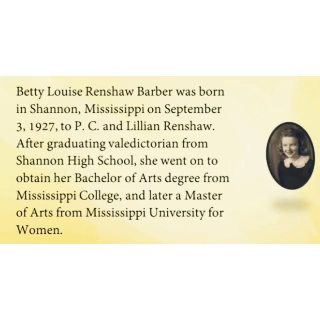 Betty Louise Renshaw Barber was born
in Shannon, Mississippi on September
3, 1927, to P. C. and Lillian Renshaw.
After graduating valedictorian from
Shannon High School, she went on to
obtain her Bachelor of Arts degree from
Mississippi College, and later a Master
of Arts from Mississippi University for
Women.